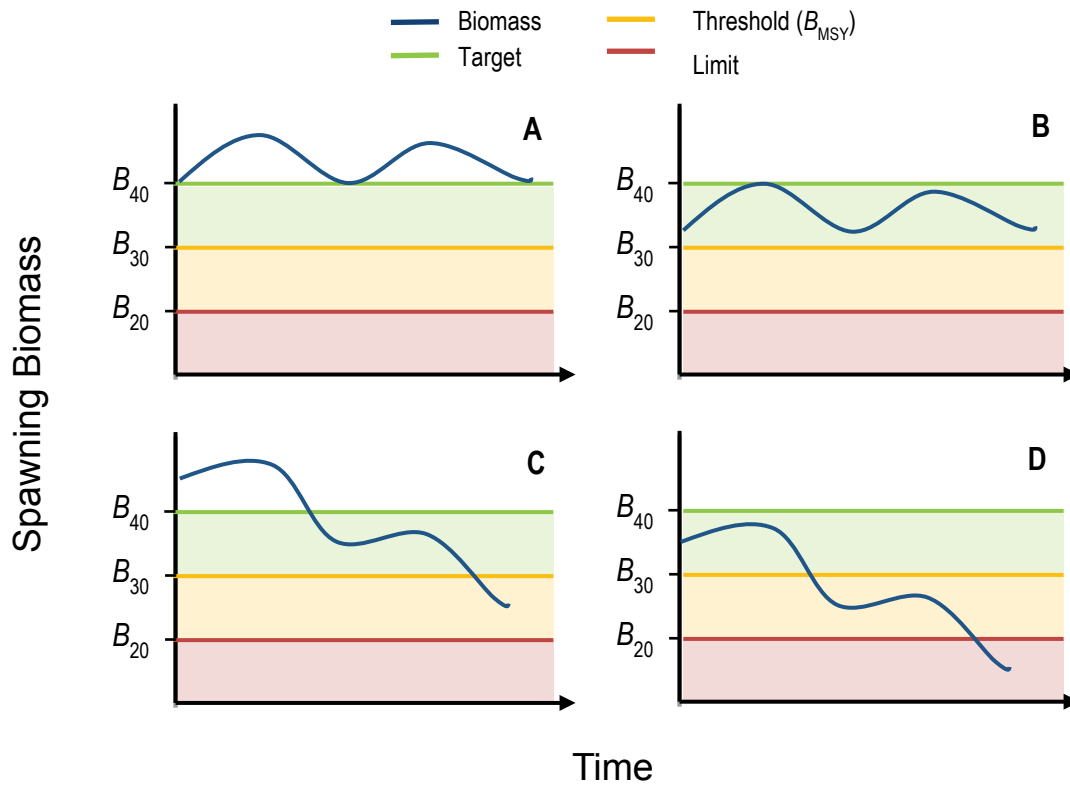 Biomass
Threshold (BMSY)
Target
Limit
A
B40
B30
B20
B
B40
B30
B20
C
B40
B30
B20
D
B40
B30
B20
Spawning Biomass
Time